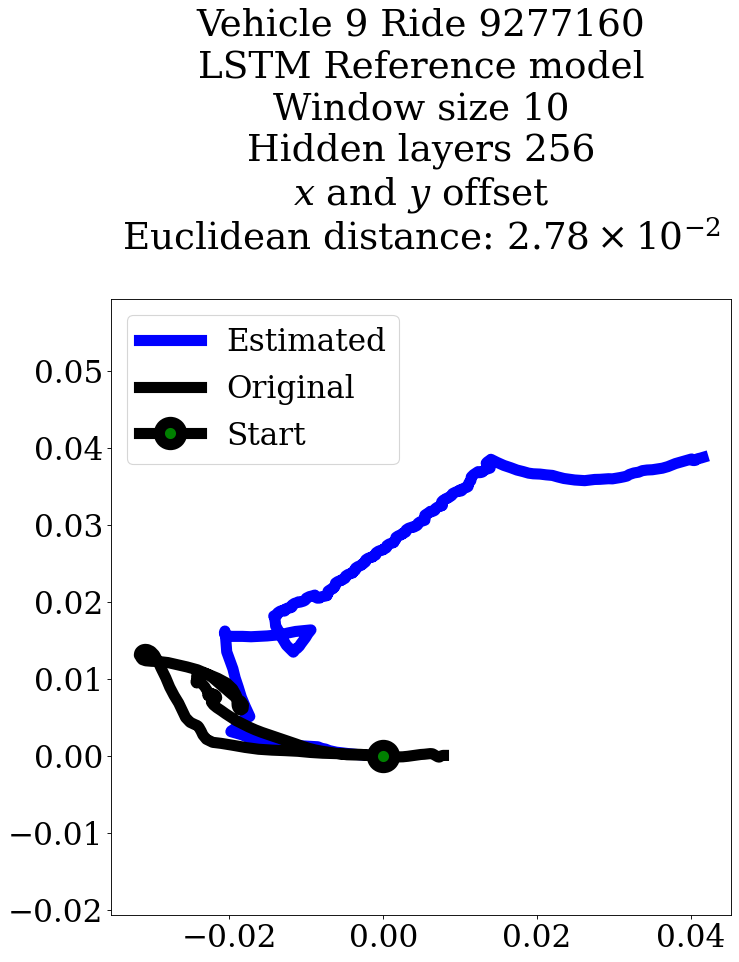 Vehicle 9 Ride 9277160
LSTM Reference model
Window size 10
Hidden layers 256
x and y offset
Euclidean distance: 2.78 × 10⁻²
Estimated
Original
Start
0.05
0.04
0.03
0.02
0.01
0.00
−0.01
−0.02
−0.02 0.00 0.02 0.04